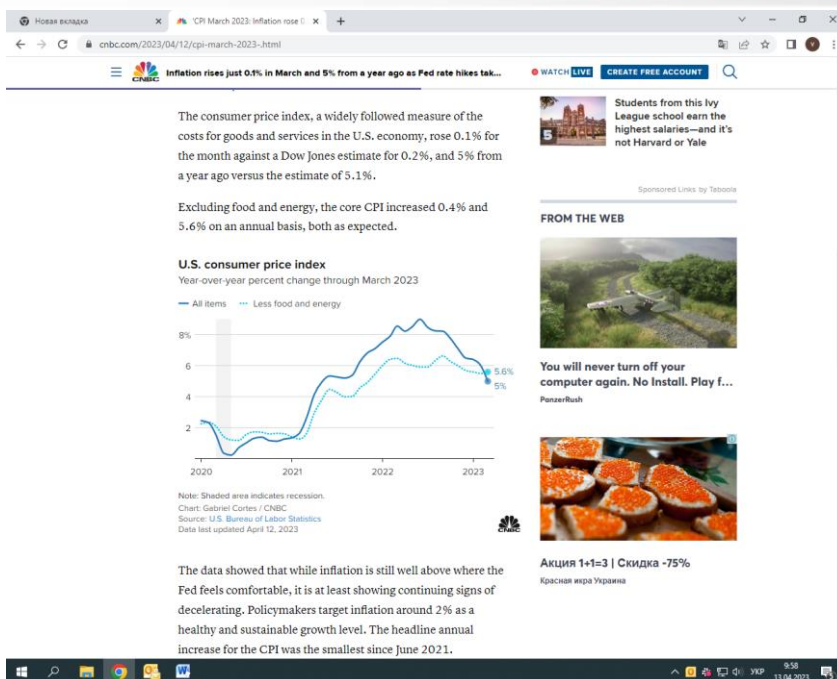 Новая вкладка
'CPI March 2023: Inflation rose 0
cnbc.com/2023/04/12/cpi-march-2023-.html
CNBC
Inflation rises just 0.1% in March and 5% from a year ago as Fed rate hikes tak...
WATCH LIVE
CREATE FREE ACCOUNT
The consumer price index, a widely followed measure of the
costs for goods and services in the U.S. economy, rose 0.1% for
the month against a Dow Jones estimate for 0.2%, and 5% from
a year ago versus the estimate of 5.1%.
Excluding food and energy, the core CPI increased 0.4% and
5.6% on an annual basis, both as expected.
U.S. consumer price index
Year-over-year percent change through March 2023
All items
Less food and energy
8%
6
4
2
5.6%
5%
2020
2021
2022
2023
Note: Shaded area indicates recession.
Chart: Gabriel Cortes / CNBC
Source: U.S. Bureau of Labor Statistics
Data last updated April 12, 2023
CNBC
The data showed that while inflation is still well above where the
Fed feels comfortable, it is at least showing continuing signs of
decelerating. Policymakers target inflation around 2% as a
healthy and sustainable growth level. The headline annual
increase for the CPI was the smallest since June 2021.
5
Students from this Ivy
League school earn the
highest salaries—and it's
not Harvard or Yale
Sponsored Links by Taboola
FROM THE WEB
You will never turn off your
computer again. No Install. Play f...
PanzerRush
Акция 1+1=3 | Скидка -75%
Красная икра Украина
УКР
9:58
13.04.2023